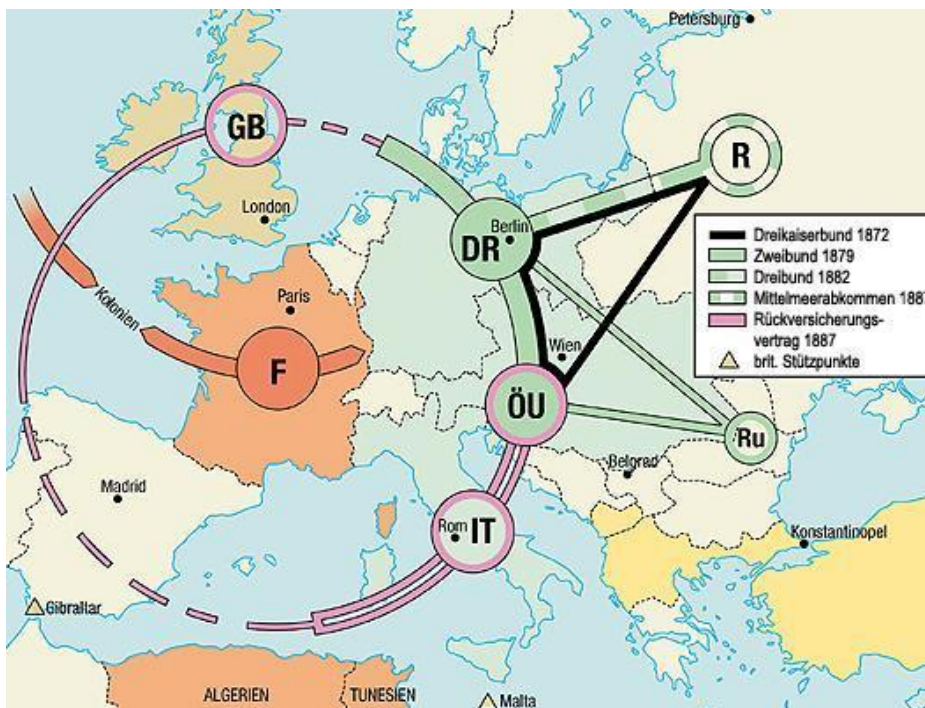 Petersburg
GB
R
London
Berlin
DR
Dreikaiserbund 1872
Zweibund 1879
Dreibund 1882
Mittelmeerabkommen 1887
Rückversicherungs-
vertrag 1887
brit. Stützpunkte
Kolonien
Paris
F
Wien
ÖU
Ru
Belgrad
Madrid
Rom
IT
Konstantinopel
Gibraltar
ALGERIEN
TUNESIEN
Malta